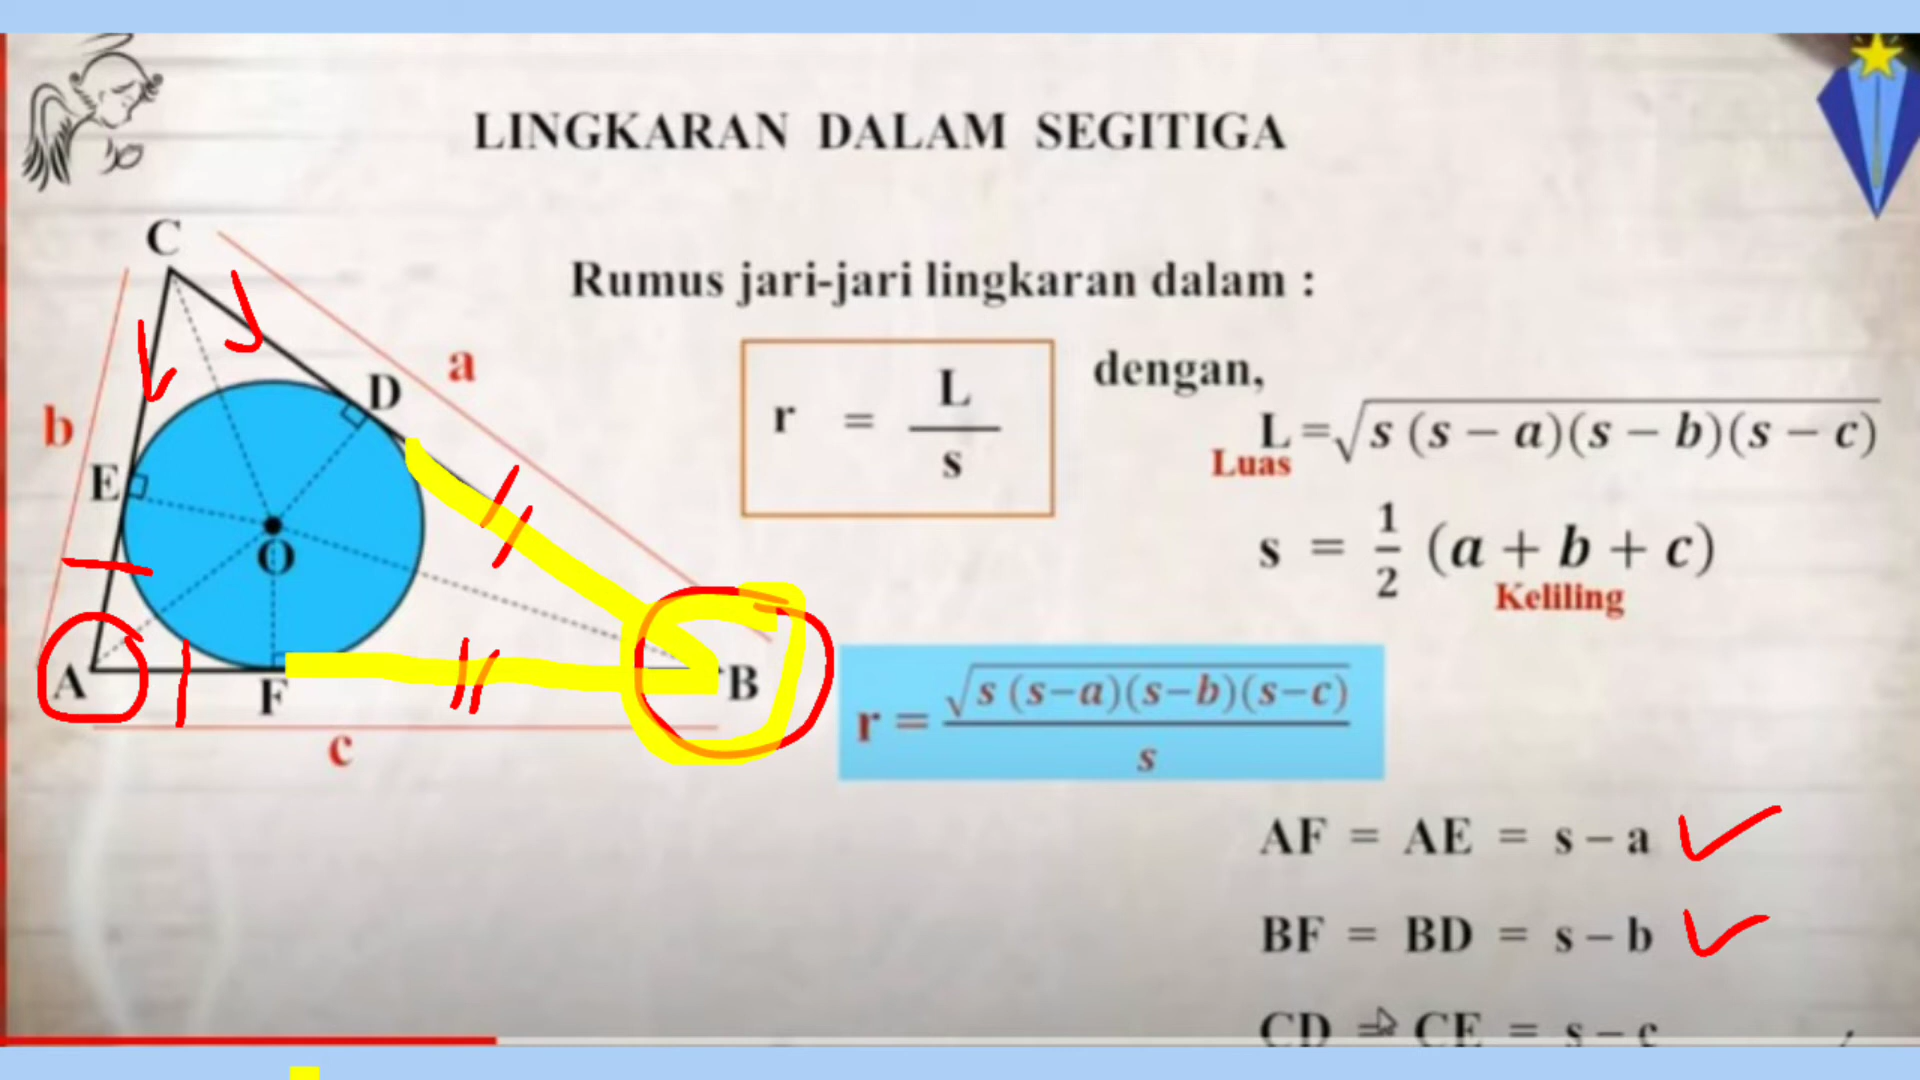 LINGKARAN DALAM SEGITIGA
C
Rumus jari-jari lingkaran dalam :
a
D
b
E
O
A
F
B
c
r = L / s
dengan,
L = √s (s − a)(s − b)(s − c)
Luas
s = 1/2 (a + b + c)
Keliling
r = √s (s−a)(s−b)(s−c) / s
AF = AE = s − a
BF = BD = s − b
CD = CE = s − c